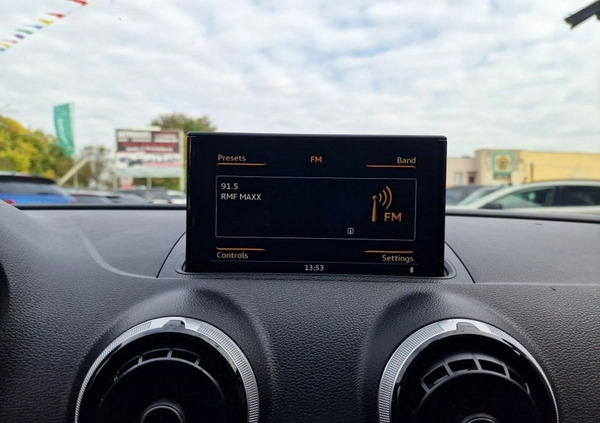 Presets FM Band
91.5
RMF MAXX
FM
Controls Settings
13:53